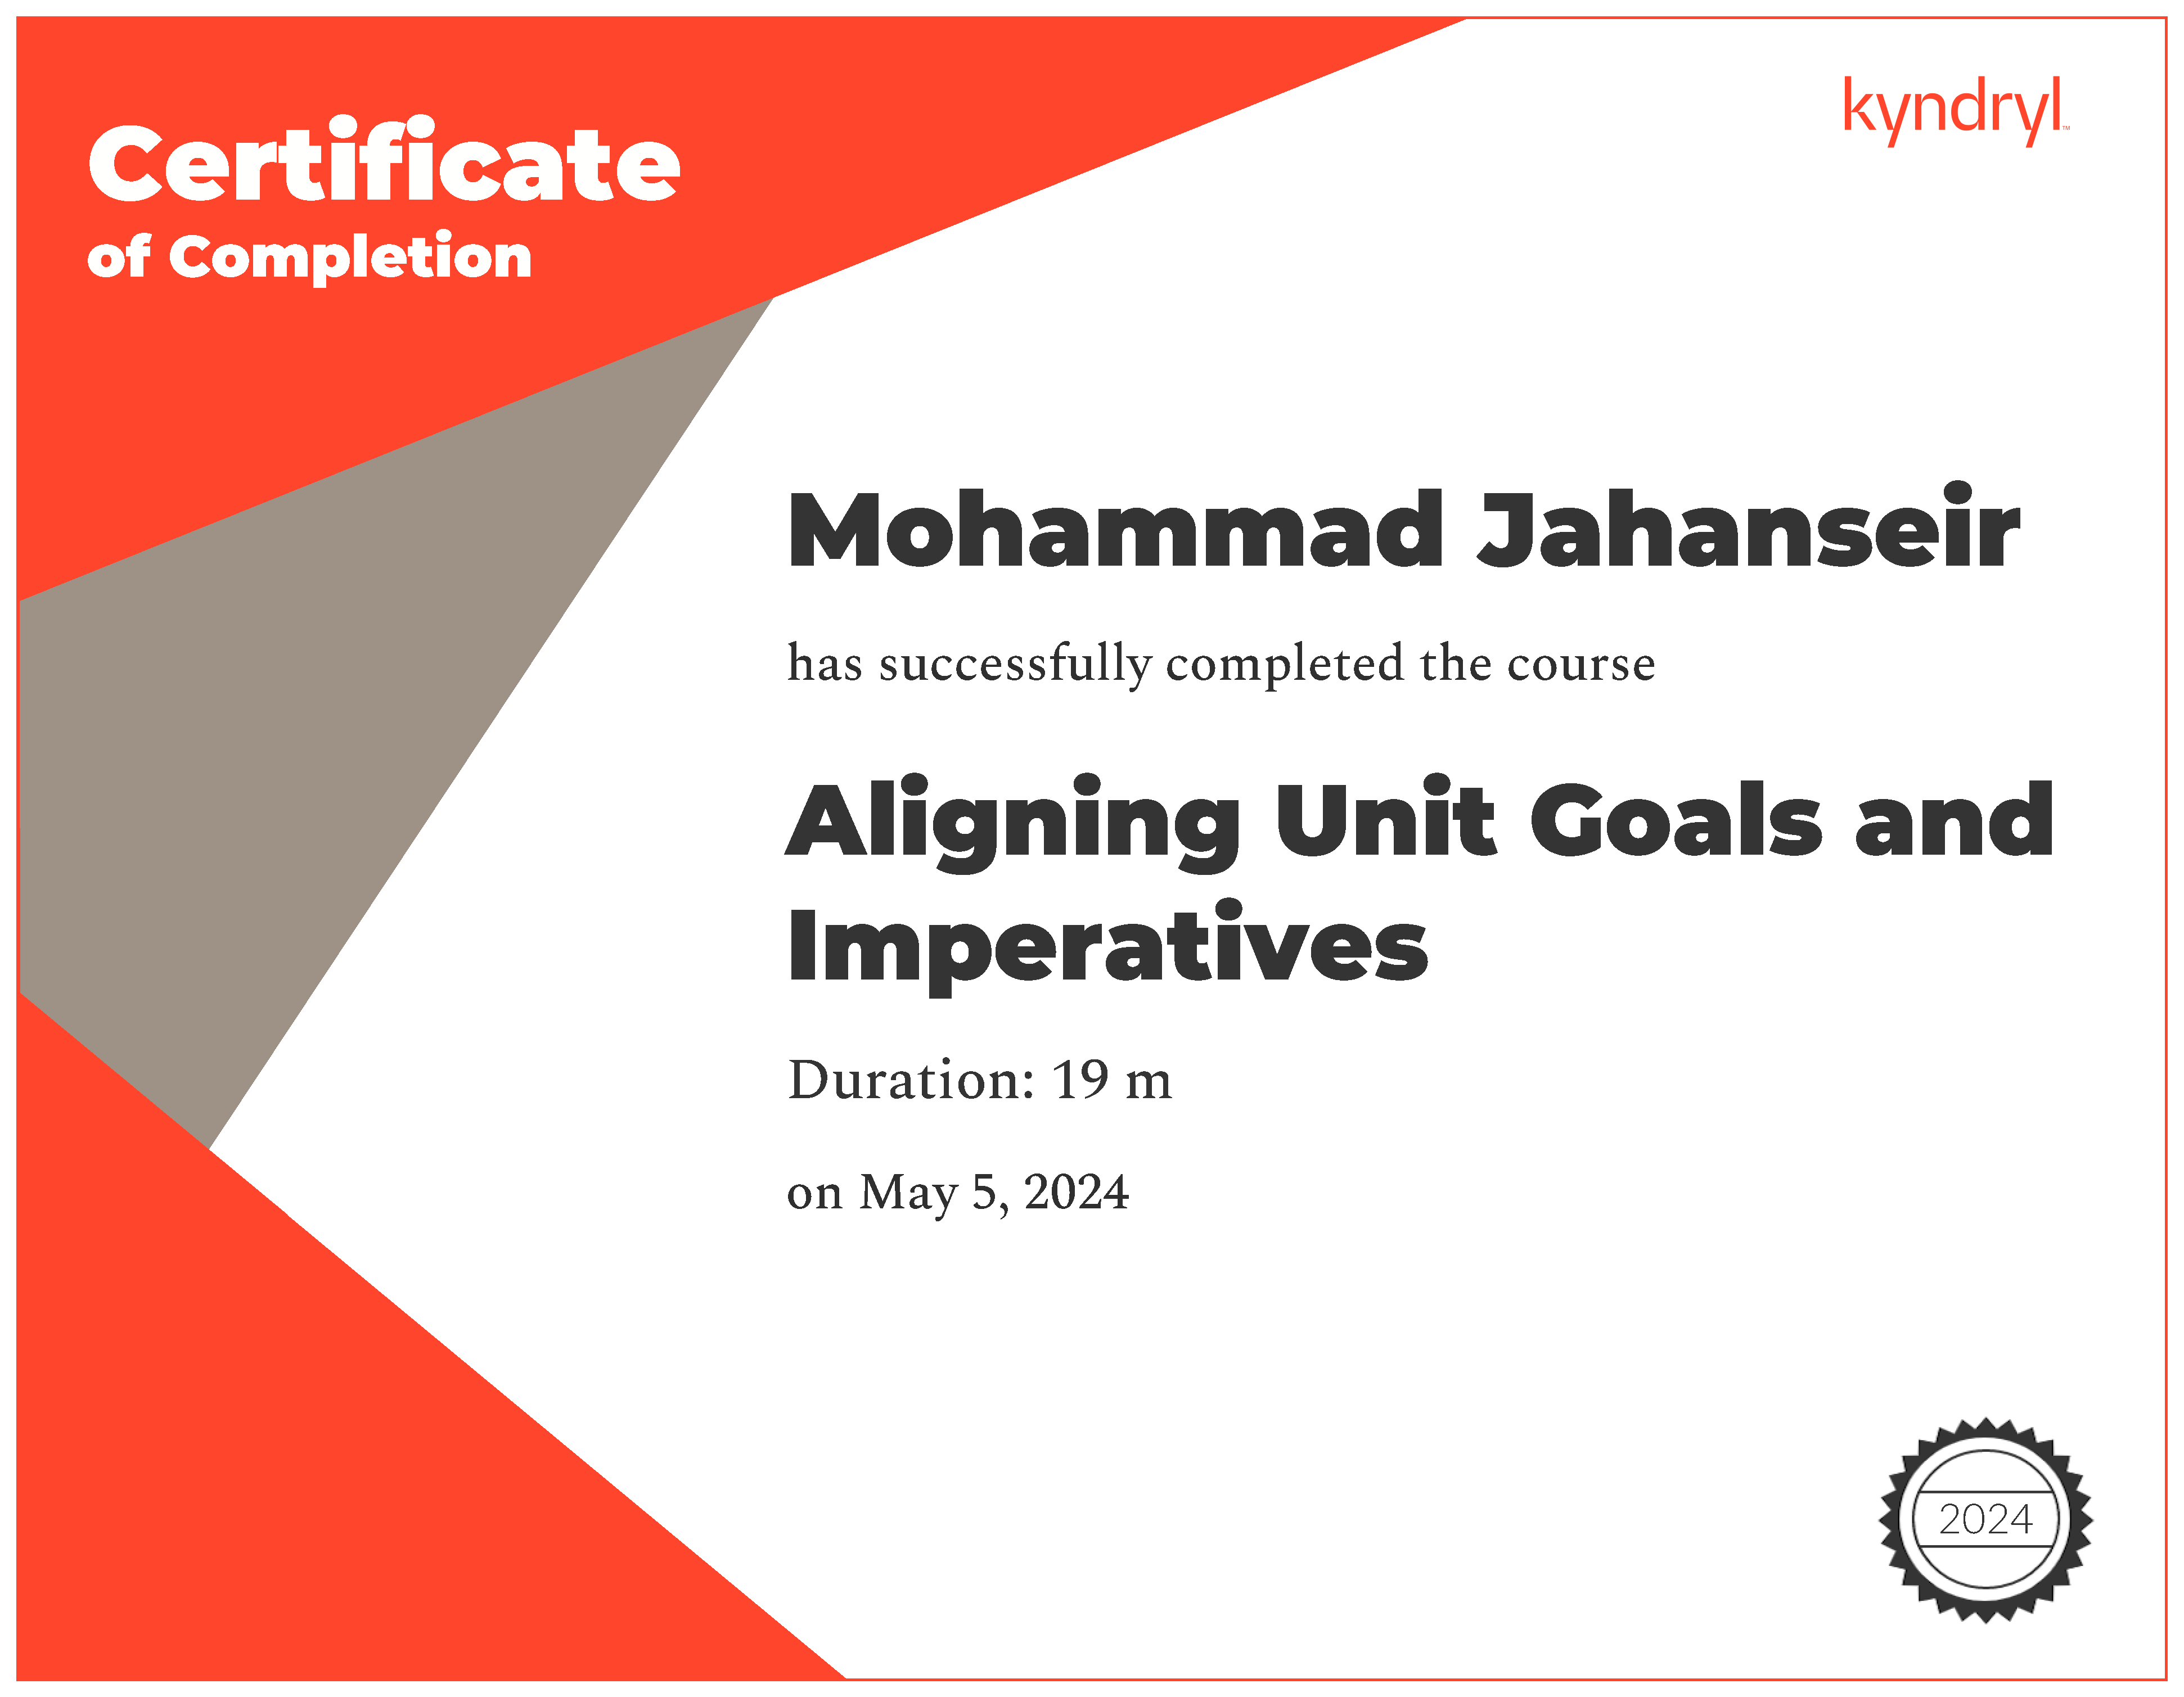 Certificate
of Completion
kyndryl™
Mohammad Jahanseir
has successfully completed the course
Aligning Unit Goals and
Imperatives
Duration: 19 m
on May 5, 2024
2024